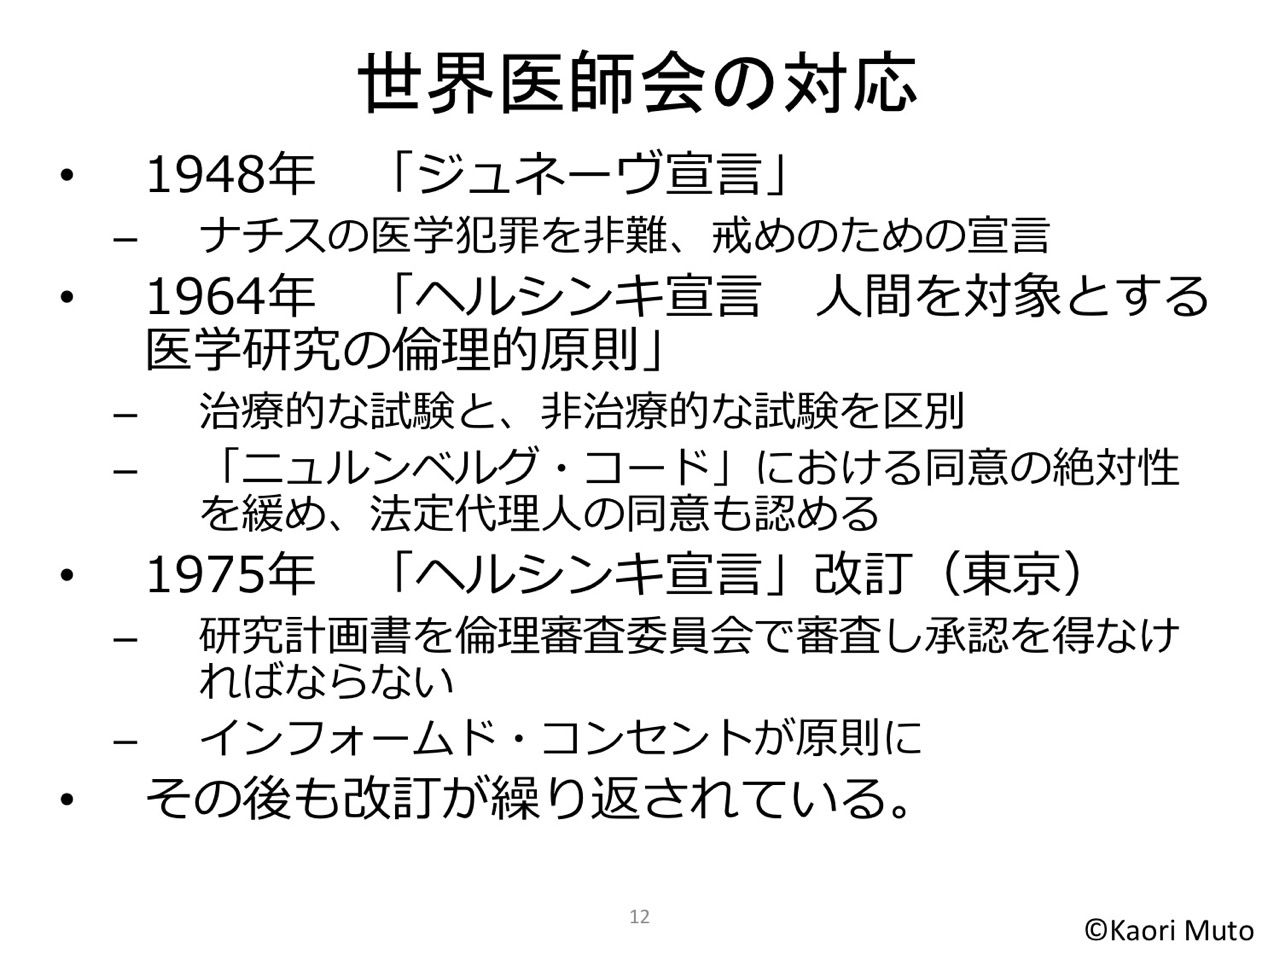 世界医師会の対応
• 1948年　「ジュネーヴ宣言」
– ナチスの医学犯罪を非難、戒めのための宣言
• 1964年　「ヘルシンキ宣言　人間を対象とする
医学研究の倫理的原則」
– 治療的な試験と、非治療的な試験を区別
– 「ニュルンベルグ・コード」における同意の絶対性
を緩め、法定代理人の同意も認める
• 1975年　「ヘルシンキ宣言」改訂（東京）
– 研究計画書を倫理審査委員会で審査し承認を得なけ
ればならない
– インフォームド・コンセントが原則に
• その後も改訂が繰り返されている。
12
©Kaori Muto